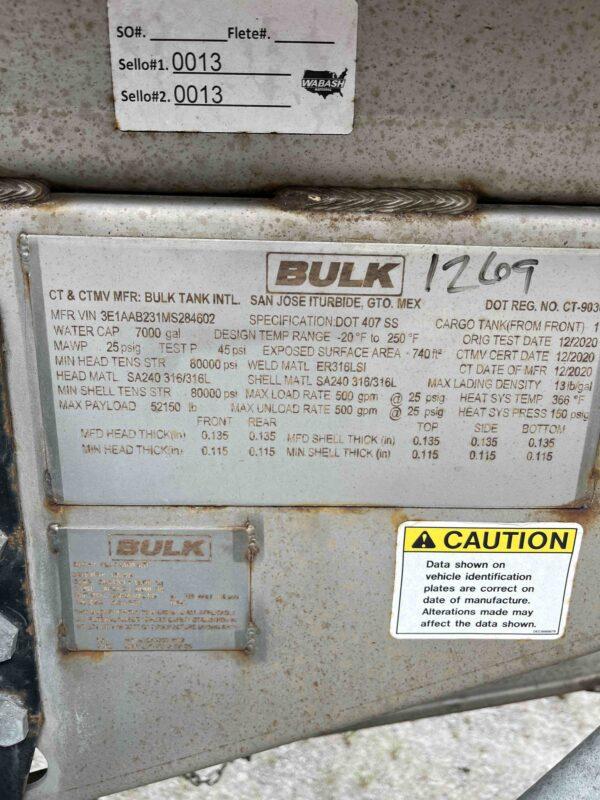 SO#. Flete#.
Sello#1. 0013
Sello#2. 0013
WABASH
NATIONAL
BULK 1269
CT & CTMV MFR: BULK TANK INTL. SAN JOSE ITURBIDE, GTO. MEX DOT REG. NO. CT-903
MFR VIN 3E1AAB231MS284602 SPECIFICATION: DOT 407 SS CARGO TANK(FROM FRONT) 1
WATER CAP 7000 gal DESIGN TEMP RANGE -20 °F to 250 °F ORIG TEST DATE 12/2020
MAWP 25 psig TEST P. 45 psi EXPOSED SURFACE AREA 740 ft² CTMV CERT DATE 12/2020
MIN HEAD TENS STR 80000 psi WELD MATL ER316LSI CT DATE OF MFR 12/2020
HEAD MATL SA240 316/316L SHELL MATL SA240 316/316L MAX LADING DENSITY 13 lb/gal
MIN SHELL TENS STR 80000 psi MAX LOAD RATE 500 gpm @ 25 psig HEAT SYS TEMP 366 °F
MAX PAYLOAD 52150 lb MAX UNLOAD RATE 500 gpm @ 25 psig HEAT SYS PRESS 150 psig
FRONT REAR TOP SIDE BOTTOM
MFD HEAD THICK(in) 0.135 0.135 MFD SHELL THICK(in) 0.135 0.135 0.135
MIN HEAD THICK(in) 0.115 0.115 MIN SHELL THICK(in) 0.115 0.115 0.115
BULK
CAUTION
Data shown on
vehicle identification
plates are correct on
date of manufacture.
Alterations made may
affect the data shown.